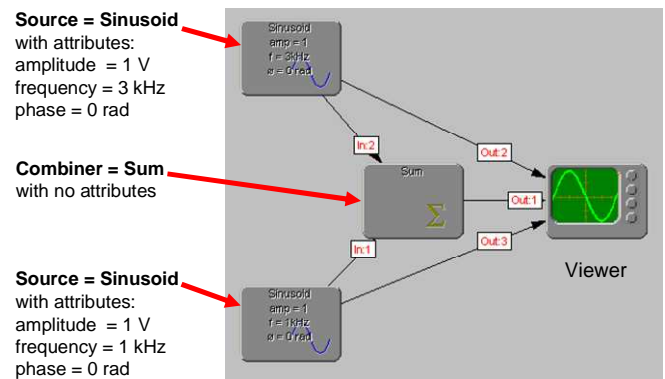 Source = Sinusoid
with attributes:
amplitude = 1 V
frequency = 3 kHz
phase = 0 rad
Combiner = Sum
with no attributes
Source = Sinusoid
with attributes:
amplitude = 1 V
frequency = 1 kHz
phase = 0 rad
Sinusoid
amp = 1
f = 3kHz
ø = 0 rad
In:2
Out:2
Sum
Σ
Out:1
In:1
Out:3
Viewer
Sinusoid
amp = 1
f = 1kHz
ø = 0 rad